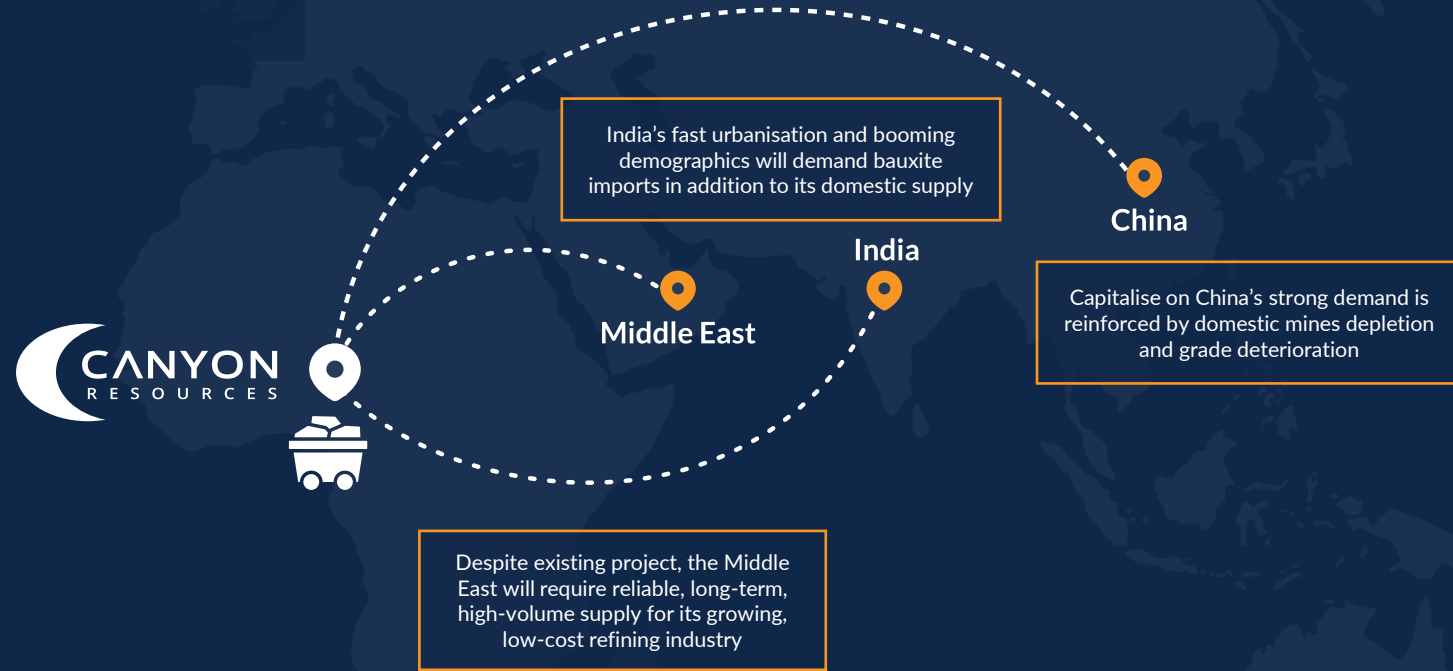 India’s fast urbanisation and booming
demographics will demand bauxite
imports in addition to its domestic supply
China
India
Capitalise on China’s strong demand is
reinforced by domestic mines depletion
and grade deterioration
Middle East
CANYON
RESOURCES
Despite existing project, the Middle
East will require reliable, long-term,
high-volume supply for its growing,
low-cost refining industry